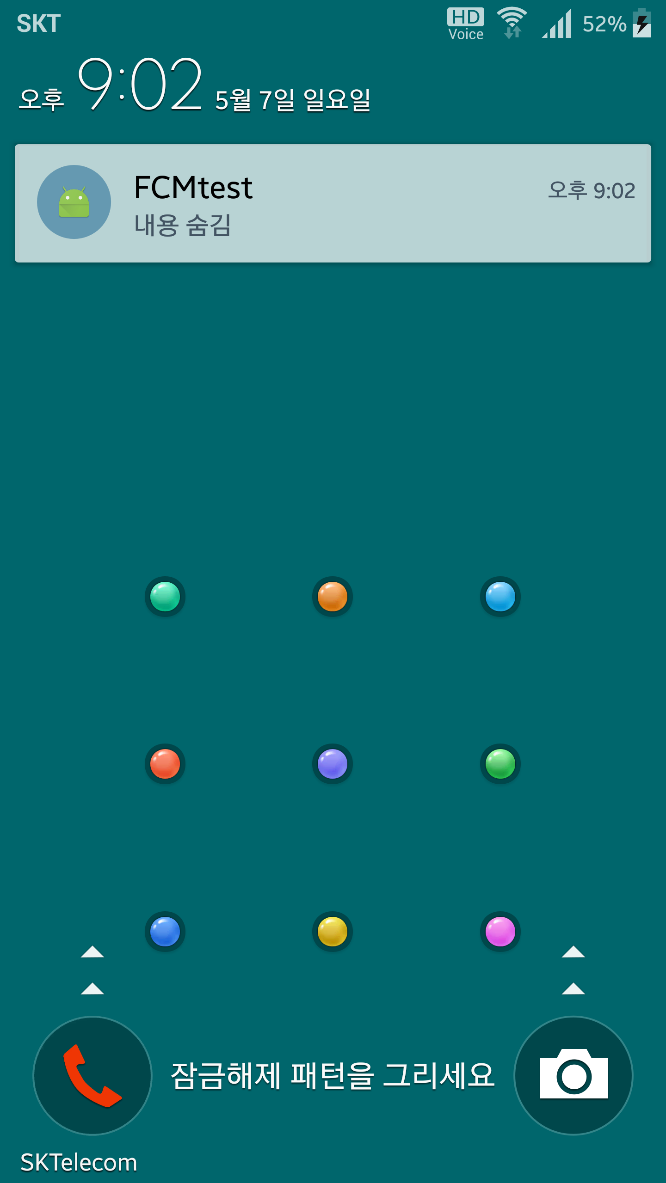 SKT HD Voice 52%
오후 9:02 5월 7일 일요일
FCMtest 오후 9:02
내용 숨김
잠금해제 패턴을 그리세요
SKTelecom